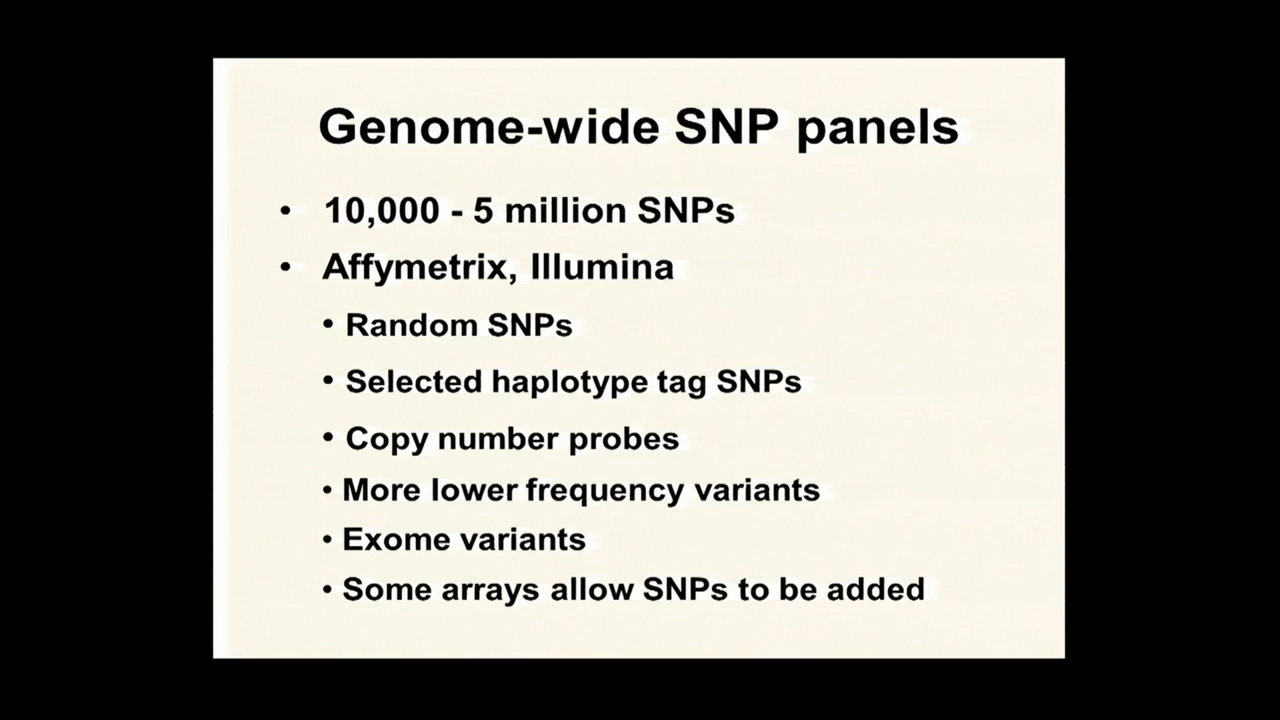 Genome-wide SNP panels
• 10,000 - 5 million SNPs
• Affymetrix, Illumina
• Random SNPs
• Selected haplotype tag SNPs
• Copy number probes
• More lower frequency variants
• Exome variants
• Some arrays allow SNPs to be added